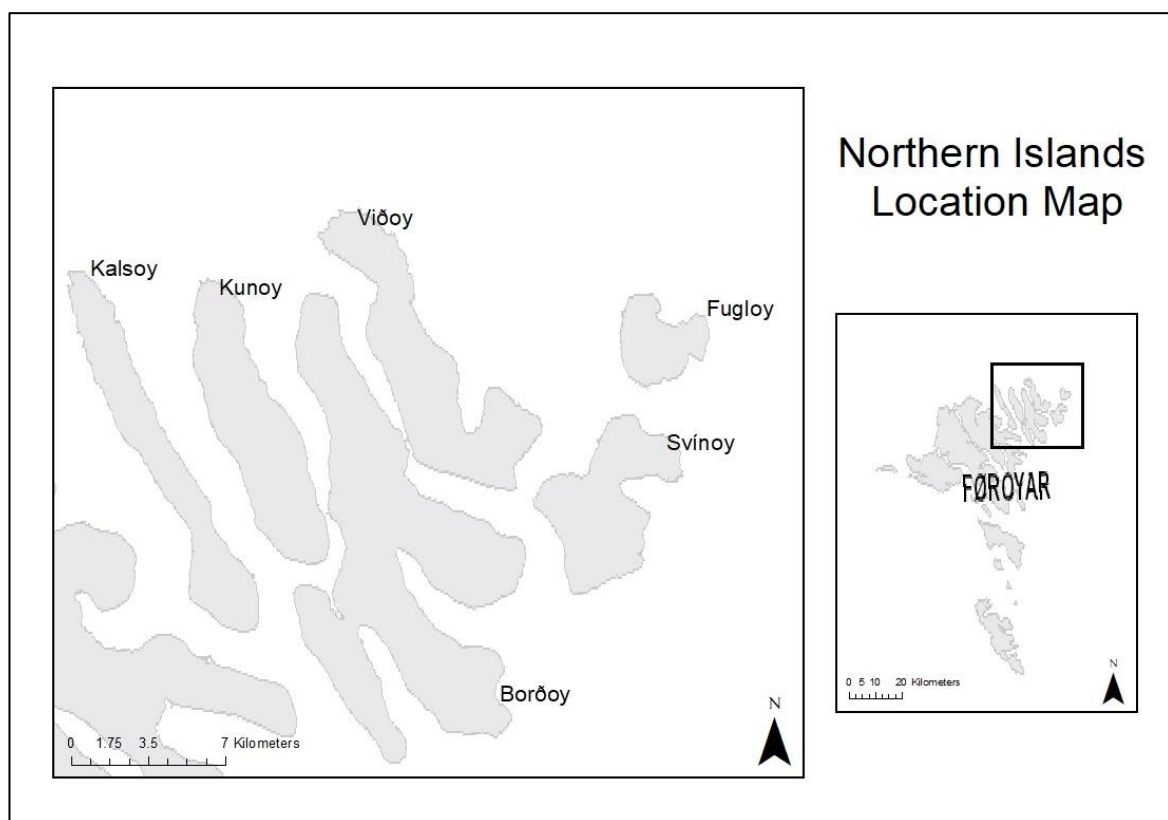 Northern Islands
Location Map
Viðoy
Kalsoy
Kunoy
Fugloy
Svínoy
Borðoy
N
0 1.75 3.5 7 Kilometers
FØROYAR
N
0 5 10 20 Kilometers